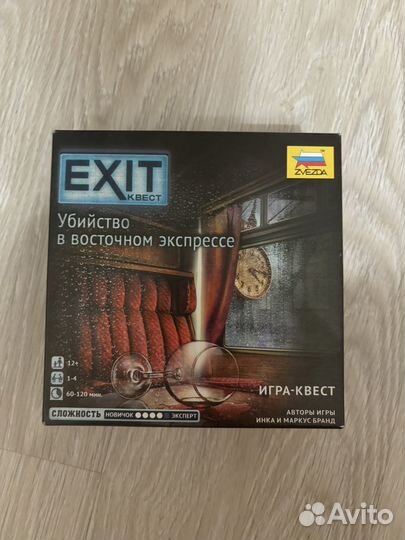 EXIT
КВЕСТ
ZVEZDA
Убийство
в восточном экспрессе
12+
1-4
60-120 мин.
ИГРА-КВЕСТ
АВТОРЫ ИГРЫ
ИНКА И МАРКУС БРАНД
СЛОЖНОСТЬ НОВИЧОК ЭКСПЕРТ
Avito